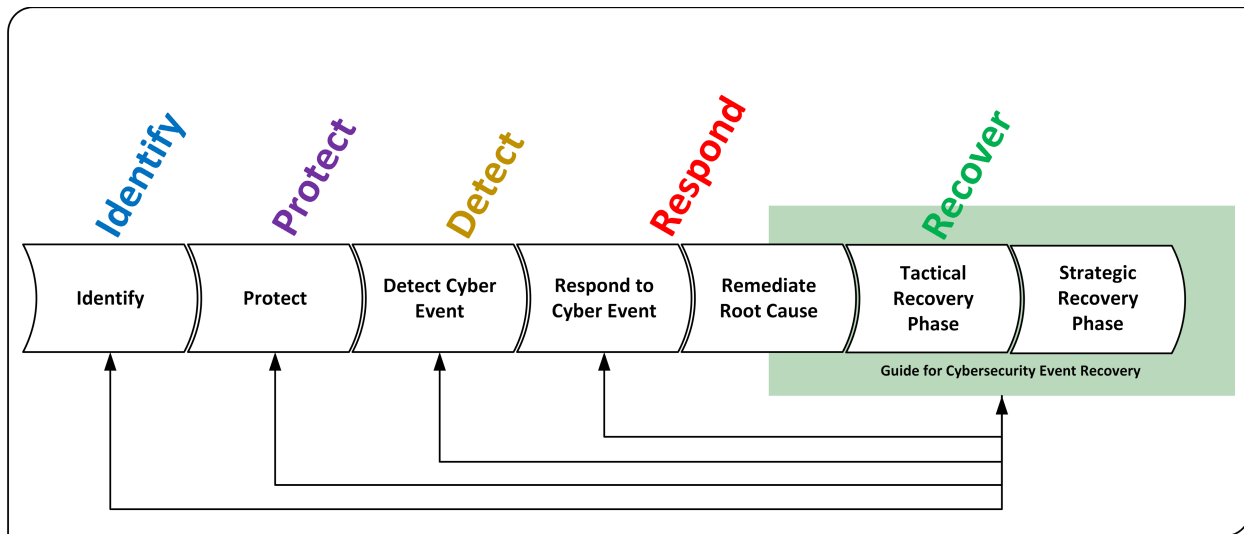 Identify
Protect
Detect
Respond
Recover
Identify
Protect
Detect Cyber
Event
Respond to
Cyber Event
Remediate
Root Cause
Tactical
Recovery
Phase
Strategic
Recovery
Phase
Guide for Cybersecurity Event Recovery